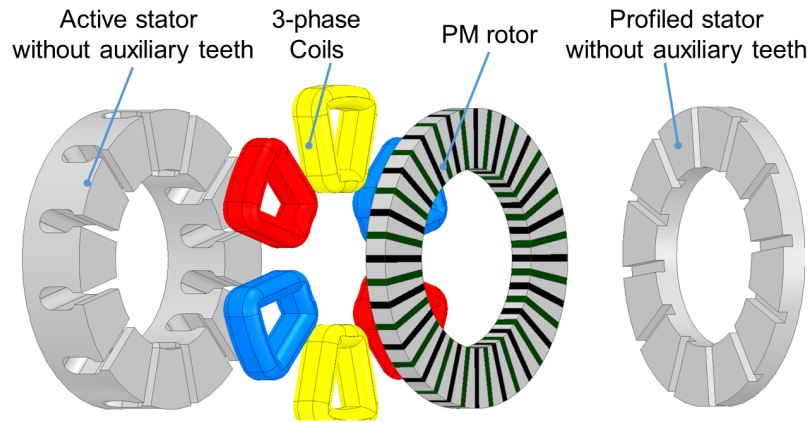 Active stator
without auxiliary teeth
3-phase
Coils
PM rotor
Profiled stator
without auxiliary teeth